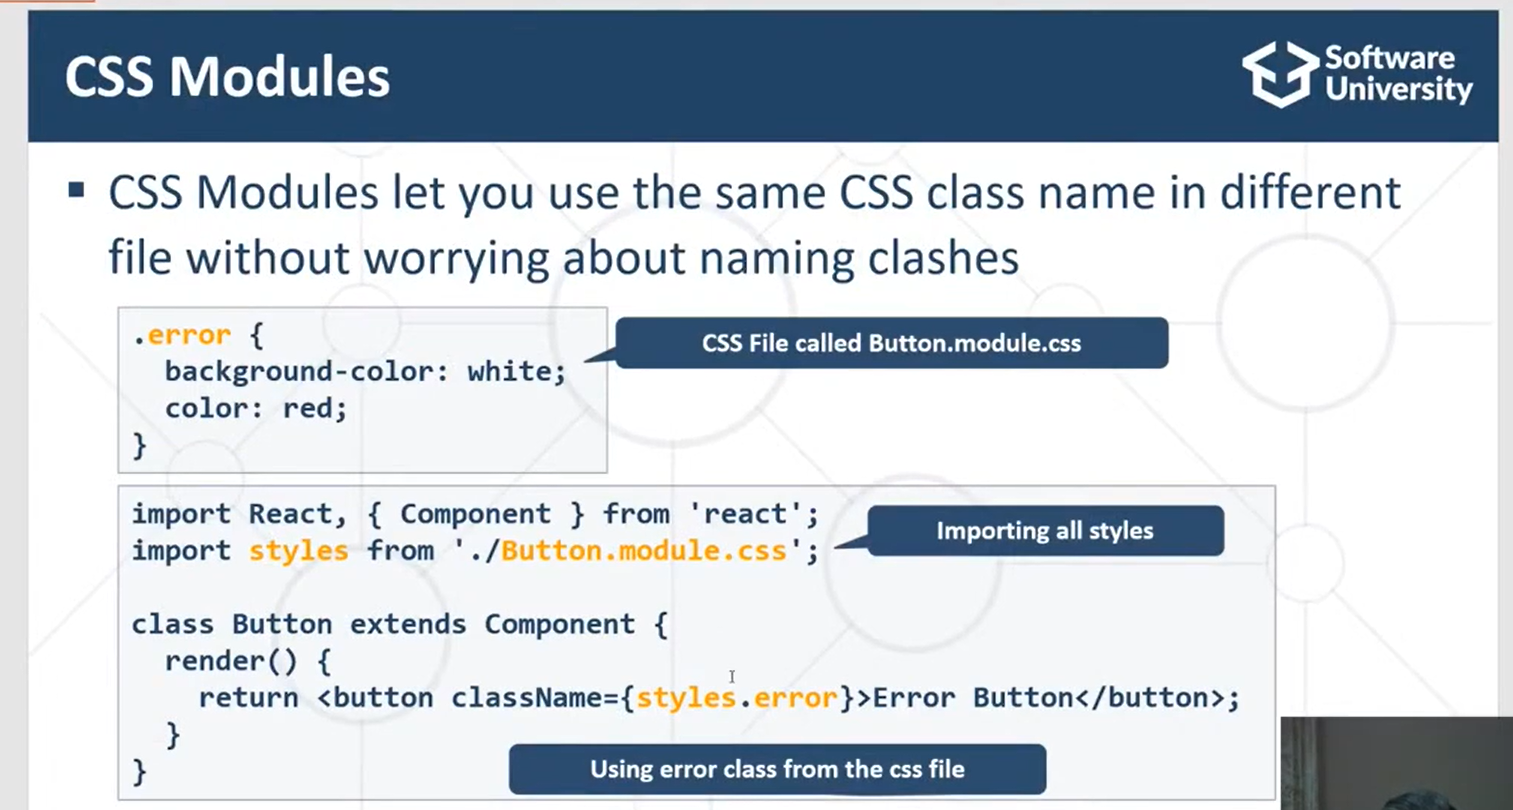 CSS Modules
Software
University
▪ CSS Modules let you use the same CSS class name in different
file without worrying about naming clashes
.error {
  background-color: white;
  color: red;
}
CSS File called Button.module.css
import React, { Component } from 'react';
import styles from './Button.module.css';
Importing all styles
class Button extends Component {
  render() {
    return <button className={styles.error}>Error Button</button>;
  }
}
Using error class from the css file